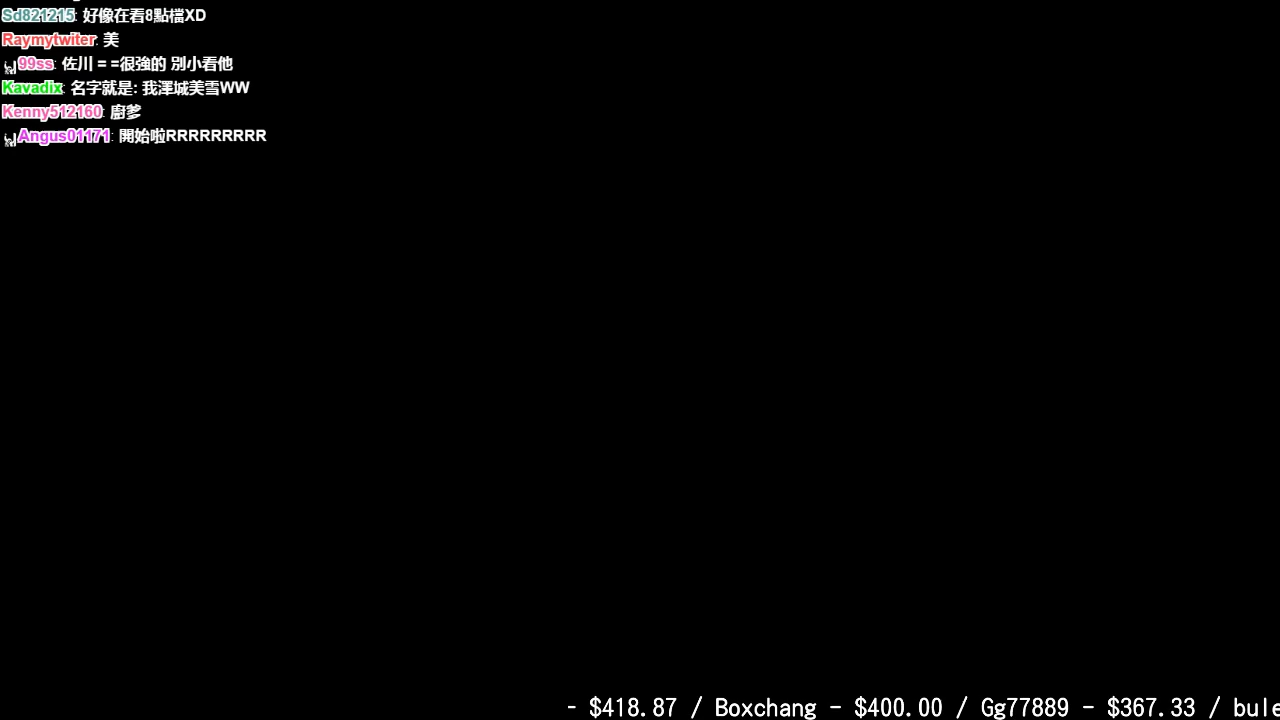 Sd821215: 好像在看8點檔XD
Raymytwiter: 美
99ss: 佐川 = =很強的 別小看他
Kavadix: 名字就是: 我澤城美雪WW
Kenny512160: 廚爹
Angus01171: 開始啦RRRRRRRRR
- $418.87 / Boxchang - $400.00 / Gg77889 - $367.33 / bule